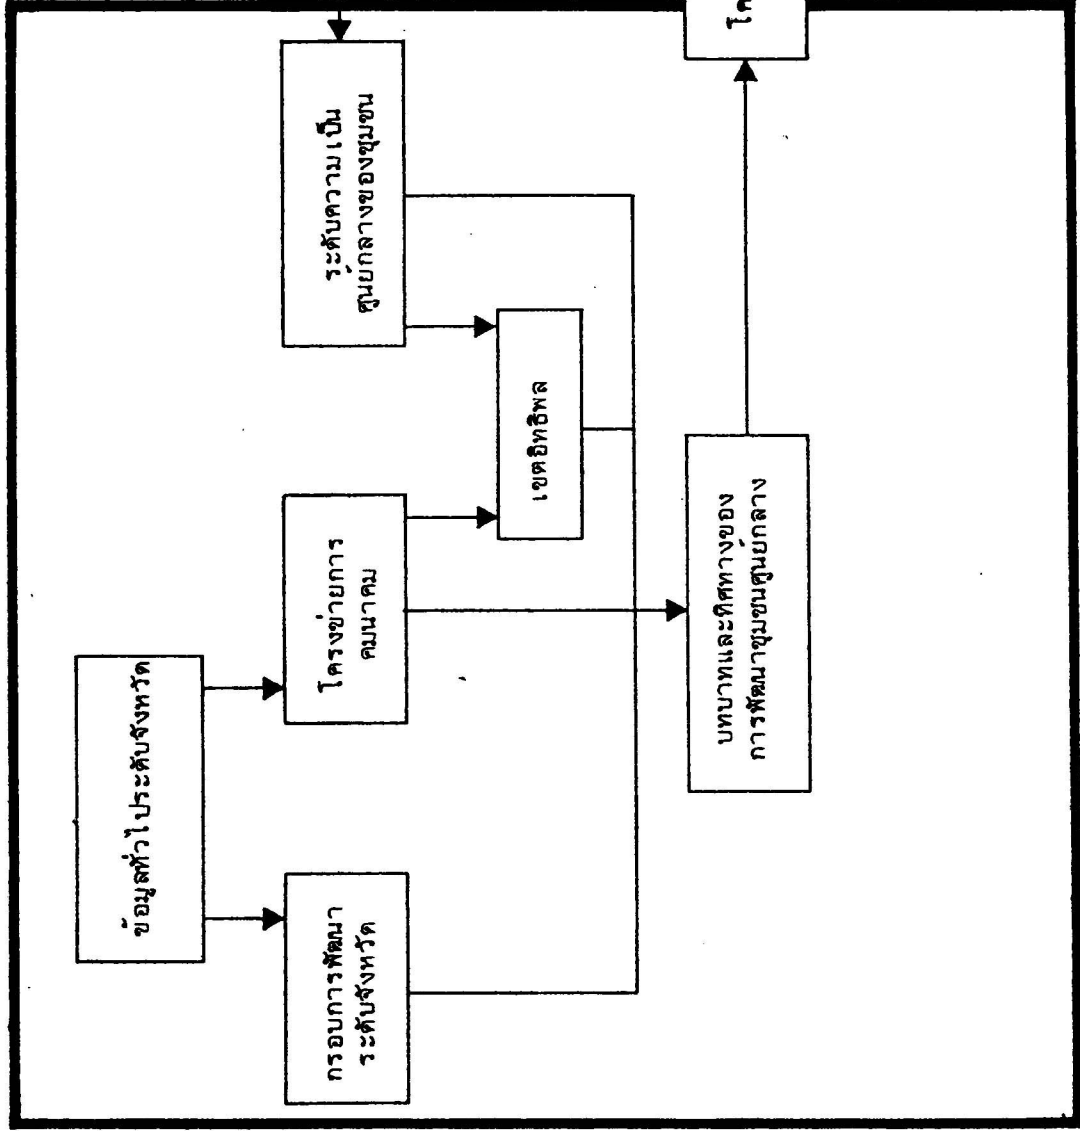 ข้อมูลทั่วไประดับจังหวัด
กรอบการพัฒนา
ระดับจังหวัด
โครงข่ายการ
คมนาคม
ระดับความเป็น
ศูนย์กลางของชุมชน
เขตอิทธิพล
บทบาทและทิศทางของ
การพัฒนาชุมชนศูนย์กลาง